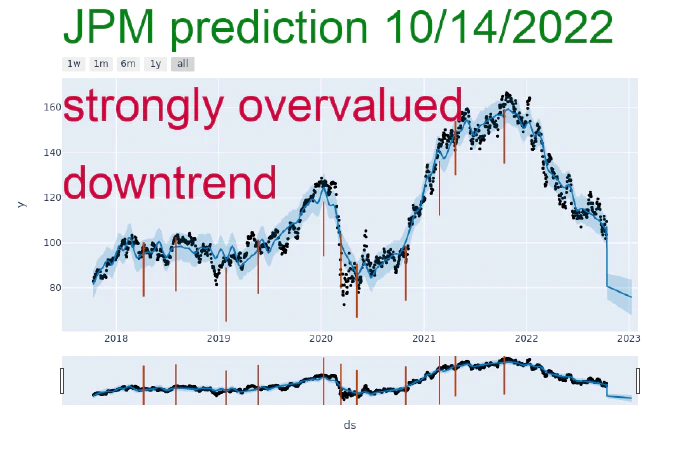 JPM prediction 10/14/2022
1w 1m 6m 1y all
strongly overvalued
downtrend
160
140
120
100
80
y
2018 2019 2020 2021 2022 2023
ds